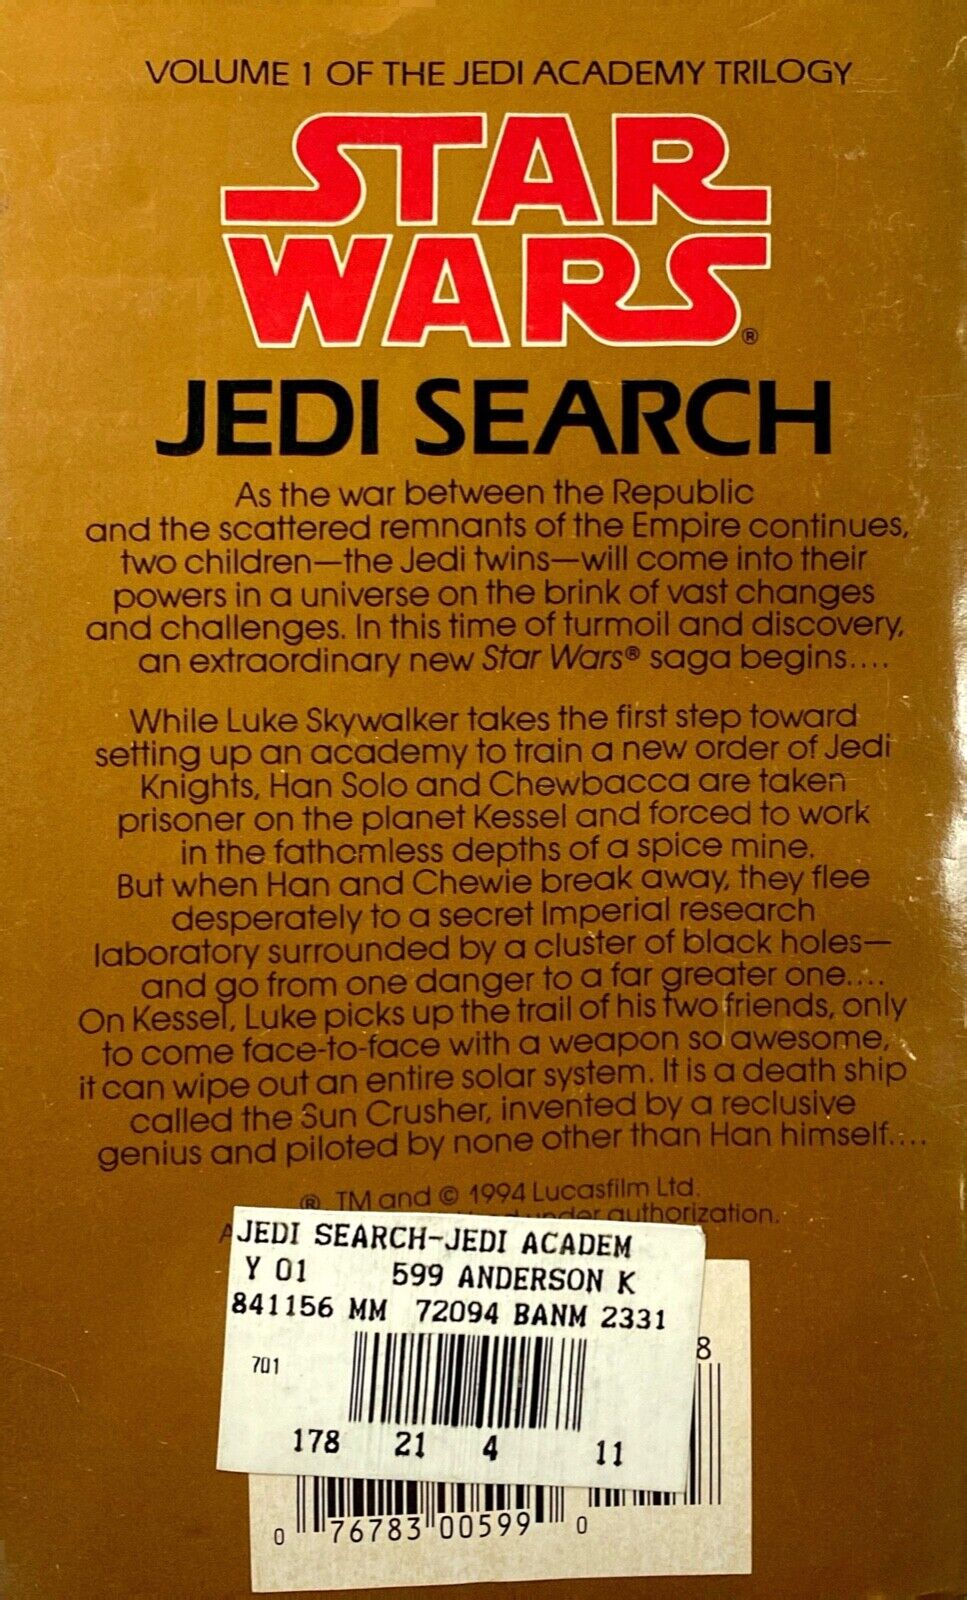 VOLUME 1 OF THE JEDI ACADEMY TRILOGY
STAR
WARS®
JEDI SEARCH
As the war between the Republic
and the scattered remnants of the Empire continues,
two children—the Jedi twins—will come into their
powers in a universe on the brink of vast changes
and challenges. In this time of turmoil and discovery,
an extraordinary new Star Wars® saga begins....
While Luke Skywalker takes the first step toward
setting up an academy to train a new order of Jedi
Knights, Han Solo and Chewbacca are taken
prisoner on the planet Kessel and forced to work
in the fathomless depths of a spice mine.
But when Han and Chewie break away, they flee
desperately to a secret Imperial research
laboratory surrounded by a cluster of black holes—
and go from one danger to a far greater one....
On Kessel, Luke picks up the trail of his two friends, only
to come face-to-face with a weapon so awesome,
it can wipe out an entire solar system. It is a death ship
called the Sun Crusher, invented by a reclusive
genius and piloted by none other than Han himself....
®, TM and © 1994 Lucasfilm Ltd.
under authorization.
JEDI SEARCH-JEDI ACADEM
Y 01 599 ANDERSON K
841156 MM 72094 BANM 2331
701
178 21 4 11
8
0 76783 00599 0